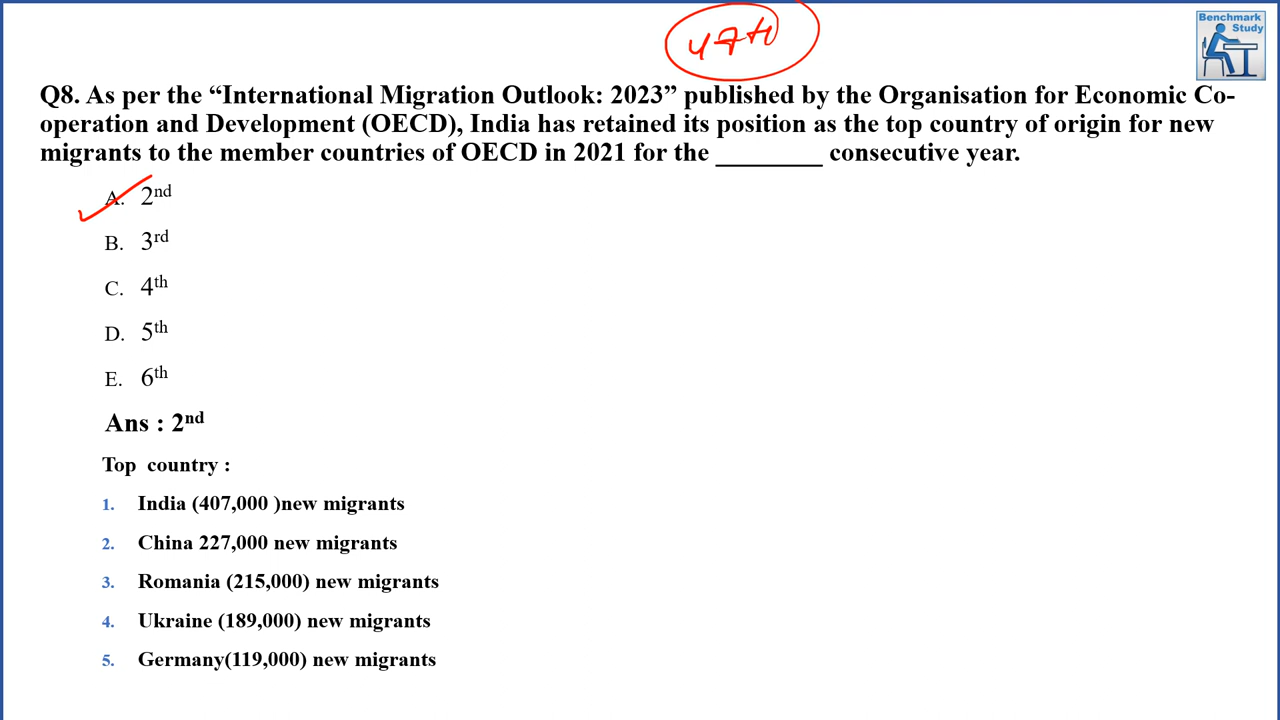 47th
Benchmark
Study
Q8. As per the “International Migration Outlook: 2023” published by the Organisation for Economic Co-
operation and Development (OECD), India has retained its position as the top country of origin for new
migrants to the member countries of OECD in 2021 for the ________ consecutive year.
A. 2nd
B. 3rd
C. 4th
D. 5th
E. 6th
Ans : 2nd
Top country :
1. India (407,000 )new migrants
2. China 227,000 new migrants
3. Romania (215,000) new migrants
4. Ukraine (189,000) new migrants
5. Germany(119,000) new migrants